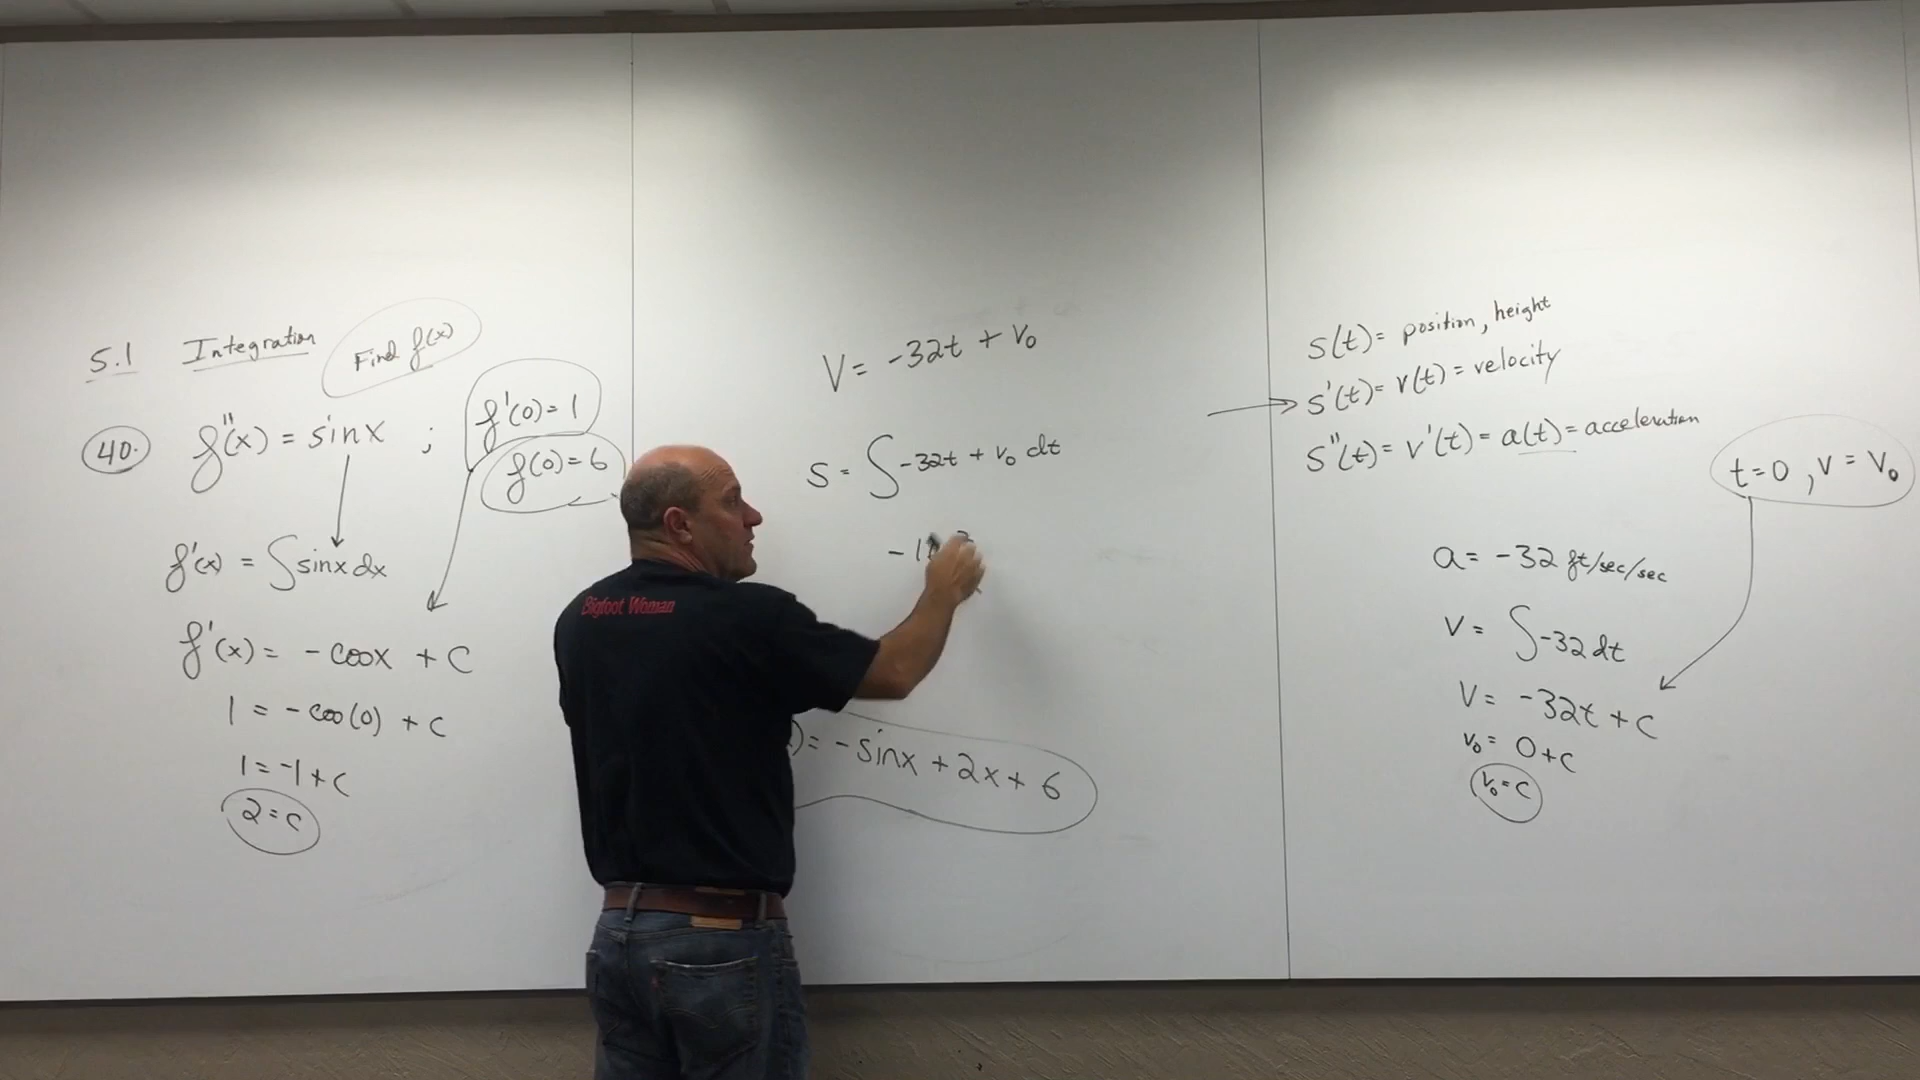 5.1 Integration Find f(x)
40. f''(x) = sinx ; f'(0)=1
f(0)=6
f'(x) = ∫sinx dx
f'(x) = -cosx + C
1 = -cos(0) + C
1 = -1 + C
2 = C
V = -32t + v₀
S = ∫-32t + v₀ dt
= -sinx + 2x + 6
Bigfoot Woman
s(t) = position, height
s'(t) = v(t) = velocity
s''(t) = v'(t) = a(t) = acceleration
t=0, v = v₀
a = -32 ft/sec/sec
V = ∫-32 dt
V = -32t + C
v₀ = 0 + C
v₀ = C